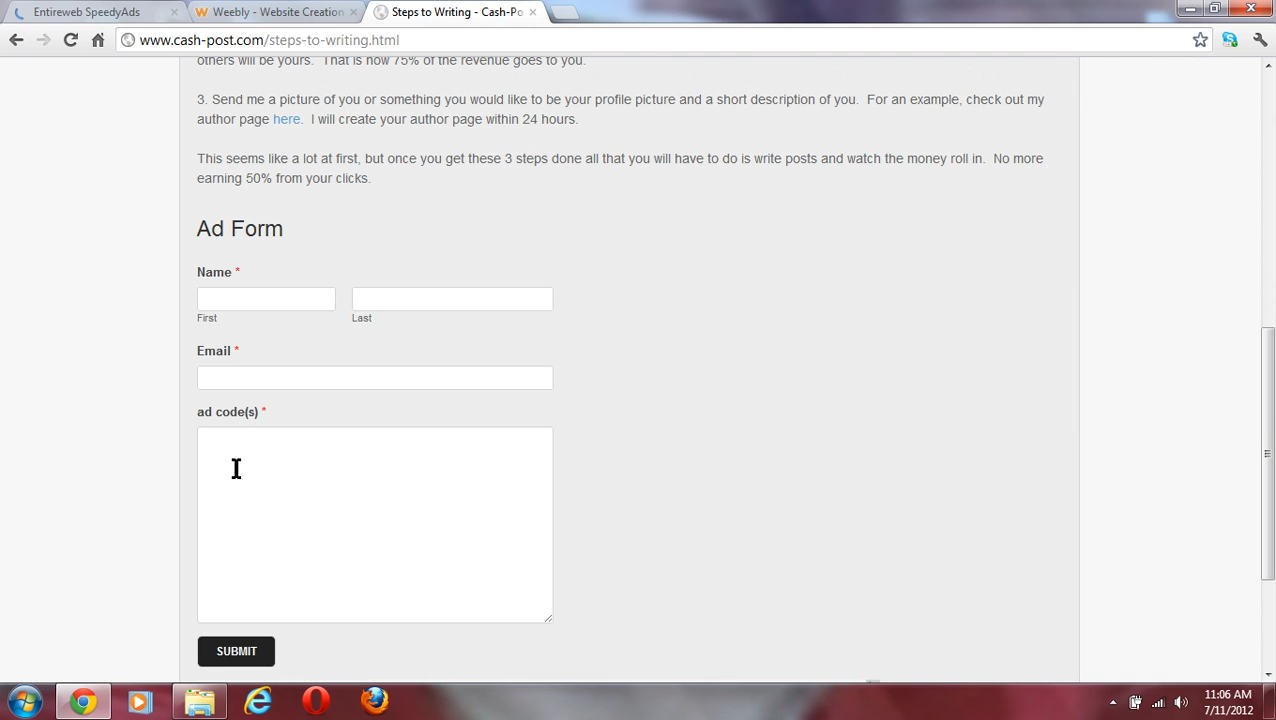 Entireweb SpeedyAds
Weebly - Website Creation
Steps to Writing - Cash-Po
www.cash-post.com/steps-to-writing.html
others will be yours. That is now 75% of the revenue goes to you.
3. Send me a picture of you or something you would like to be your profile picture and a short description of you. For an example, check out my
author page here. I will create your author page within 24 hours.
This seems like a lot at first, but once you get these 3 steps done all that you will have to do is write posts and watch the money roll in. No more
earning 50% from your clicks.
Ad Form
Name *
First Last
Email *
ad code(s) *
SUBMIT
11:06 AM
7/11/2012